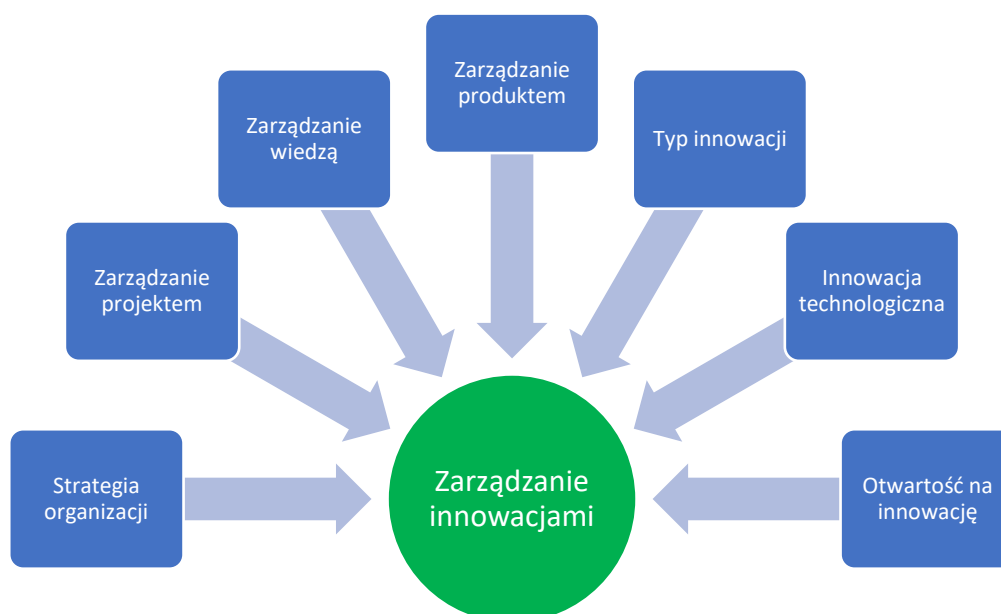 Zarządzanie
produktem
Zarządzanie
wiedzą
Typ innowacji
Zarządzanie
projektem
Innowacja
technologiczna
Strategia
organizacji
Zarządzanie
innowacjami
Otwartość na
innowację